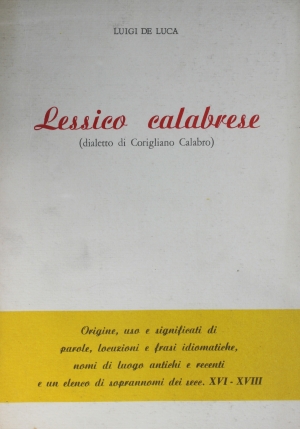 LUIGI DE LUCA
Lessico calabrese
(dialetto di Corigliano Calabro)
Origine, uso e significati di
parole, locuzioni e frasi idiomatiche,
nomi di luogo antichi e recenti
e un elenco di soprannomi dei secc. XVI - XVIII